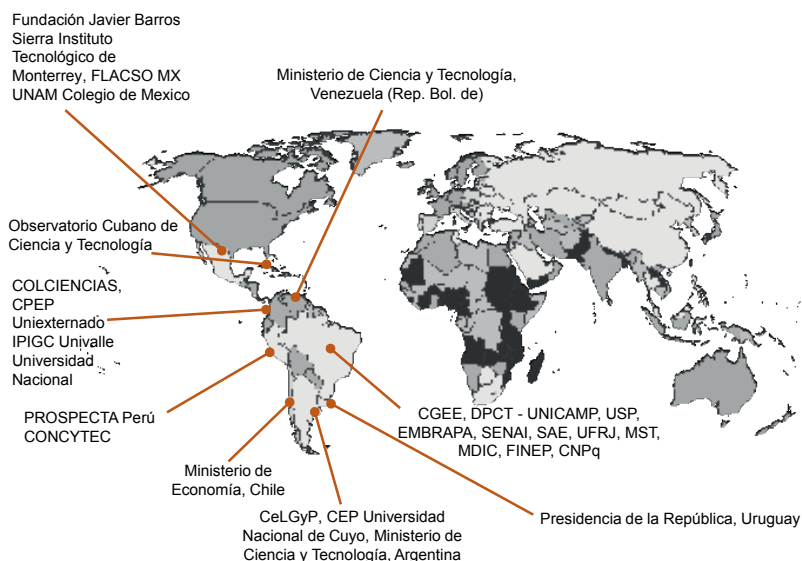 Fundación Javier Barros
Sierra Instituto
Tecnológico de
Monterrey, FLACSO MX
UNAM Colegio de Mexico
Ministerio de Ciencia y Tecnología,
Venezuela (Rep. Bol. de)
Observatorio Cubano de
Ciencia y Tecnología
COLCIENCIAS,
CPEP
Uniexternado
IPIGC Univalle
Universidad
Nacional
PROSPECTA Perú
CONCYTEC
CGEE, DPCT - UNICAMP, USP,
EMBRAPA, SENAI, SAE, UFRJ, MST,
MDIC, FINEP, CNPq
Ministerio de
Economía, Chile
CeLGyP, CEP Universidad
Nacional de Cuyo, Ministerio de
Ciencia y Tecnología, Argentina
Presidencia de la República, Uruguay